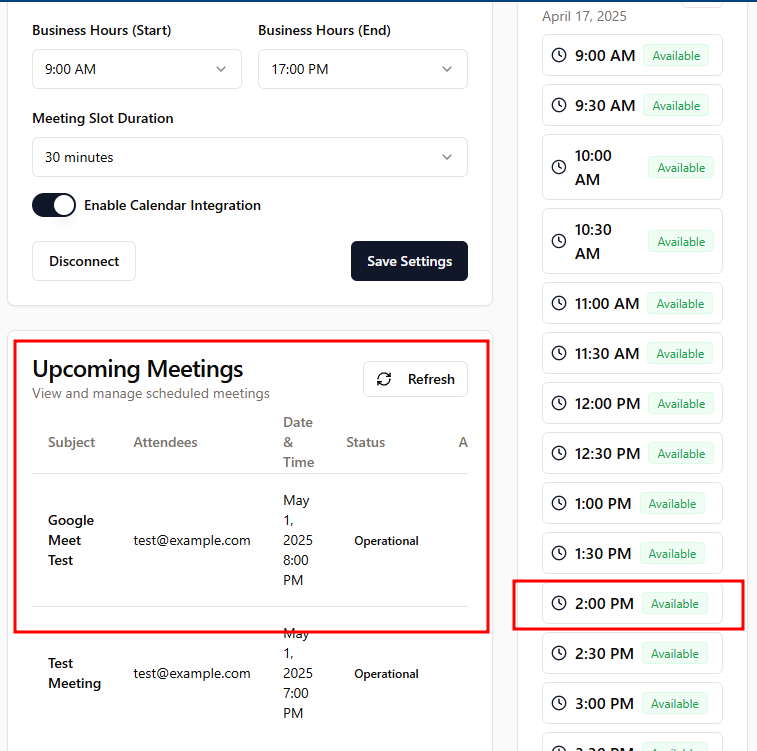 Business Hours (Start)
Business Hours (End)
9:00 AM
17:00 PM
Meeting Slot Duration
30 minutes
Enable Calendar Integration
Disconnect
Save Settings
Upcoming Meetings
View and manage scheduled meetings
Refresh
Subject
Attendees
Date
&
Time
Status
A
Google
Meet
Test
test@example.com
May
1,
2025
8:00
PM
Operational
Test
Meeting
test@example.com
May
1,
2025
7:00
PM
Operational
April 17, 2025
9:00 AM Available
9:30 AM Available
10:00
AM
Available
10:30
AM
Available
11:00 AM Available
11:30 AM Available
12:00 PM Available
12:30 PM Available
1:00 PM Available
1:30 PM Available
2:00 PM Available
2:30 PM Available
3:00 PM Available
3:30 PM Available